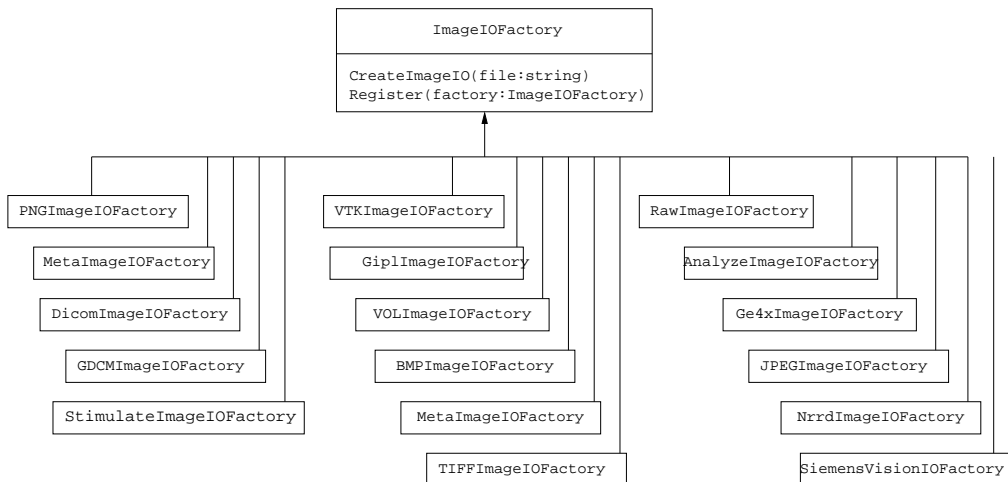 ImageIOFactory
CreateImageIO(file:string)
Register(factory:ImageIOFactory)
PNGImageIOFactory
VTKImageIOFactory
RawImageIOFactory
MetaImageIOFactory
GiplImageIOFactory
AnalyzeImageIOFactory
DicomImageIOFactory
VOLImageIOFactory
Ge4xImageIOFactory
GDCMImageIOFactory
BMPImageIOFactory
JPEGImageIOFactory
StimulateImageIOFactory
MetaImageIOFactory
NrrdImageIOFactory
TIFFImageIOFactory
SiemensVisionIOFactory